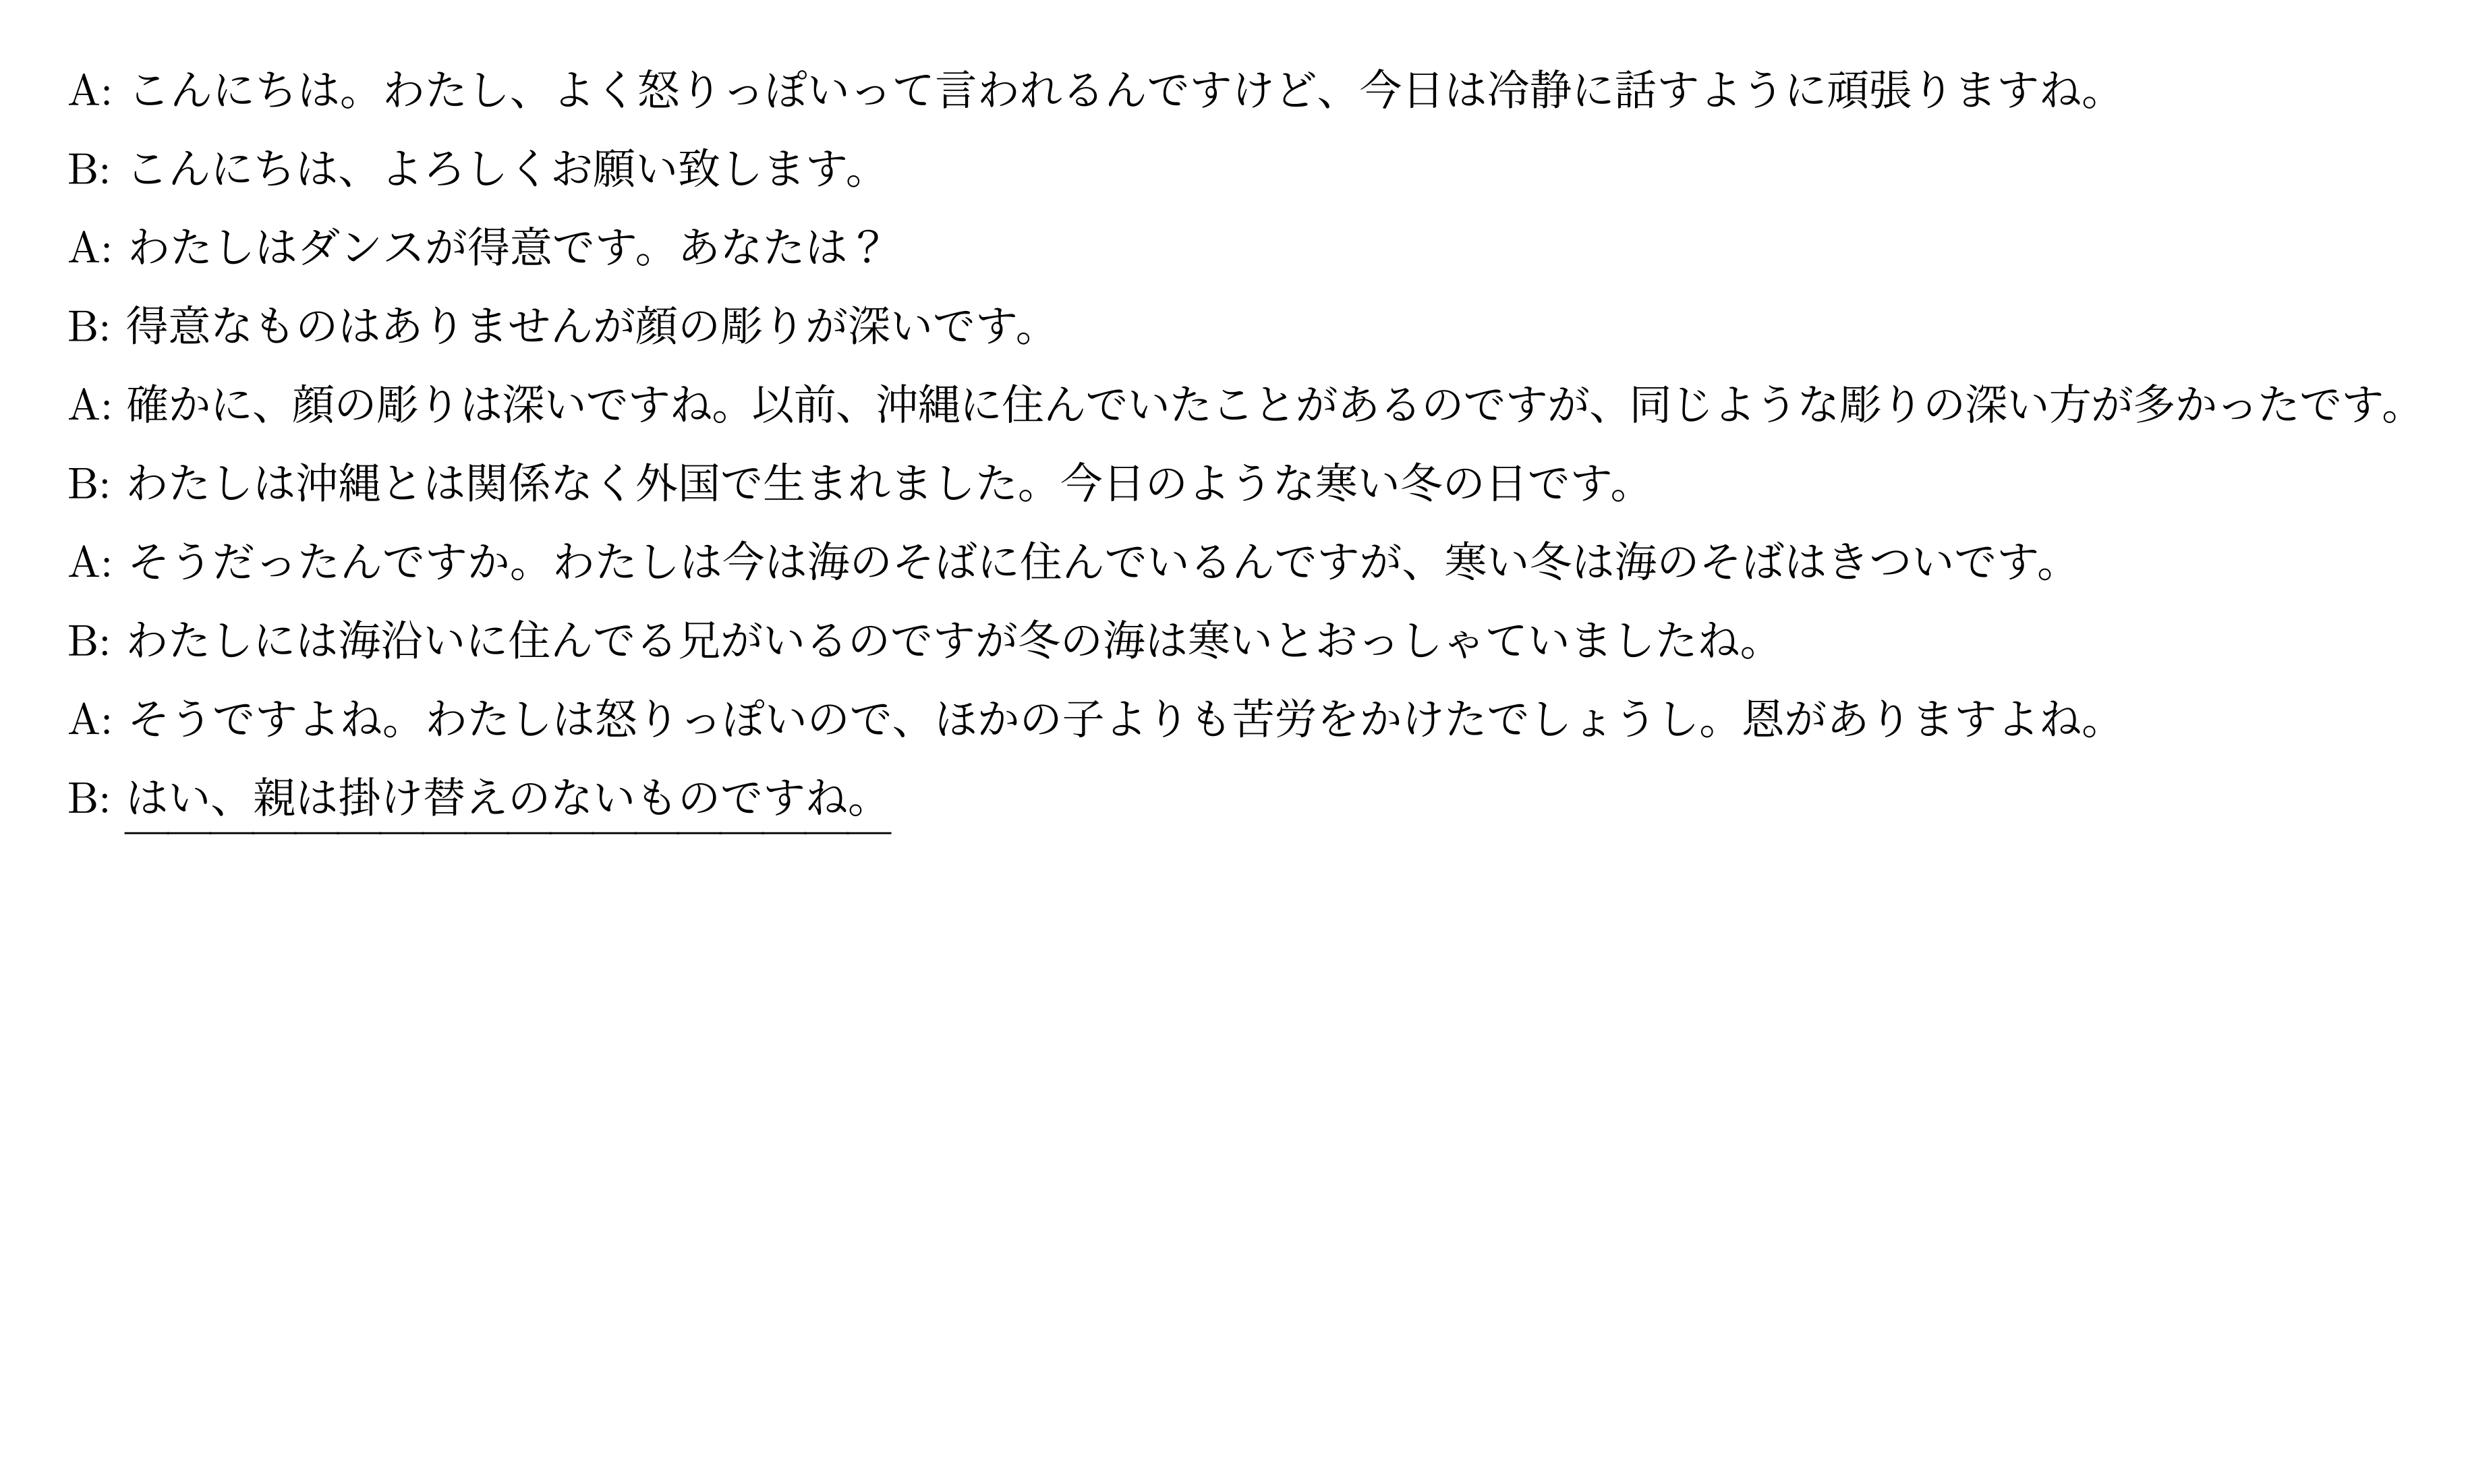 A: こんにちは。わたし、よく怒りっぽいって言われるんですけど、今日は冷静に話すように頑張りますね。
B: こんにちは、よろしくお願い致します。
A: わたしはダンスが得意です。あなたは？
B: 得意なものはありませんが顔の彫りが深いです。
A: 確かに、顔の彫りは深いですね。以前、沖縄に住んでいたことがあるのですが、同じような彫りの深い方が多かったです。
B: わたしは沖縄とは関係なく外国で生まれました。今日のような寒い冬の日です。
A: そうだったんですか。わたしは今は海のそばに住んでいるんですが、寒い冬は海のそばはきついです。
B: わたしには海沿いに住んでる兄がいるのですが冬の海は寒いとおっしゃていましたね。
A: そうですよね。わたしは怒りっぽいので、ほかの子よりも苦労をかけたでしょうし。恩がありますよね。
B: はい、親は掛け替えのないものですね。